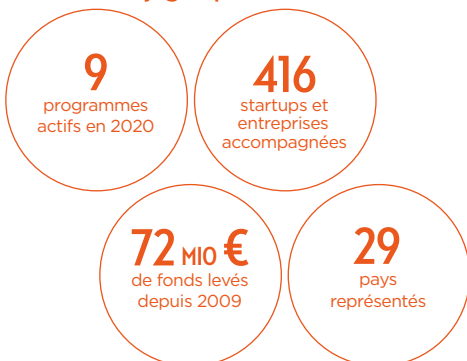 9
programmes
actifs en 2020
416
startups et
entreprises
accompagnées
72 MIO €
de fonds levés
depuis 2009
29
pays
représentés